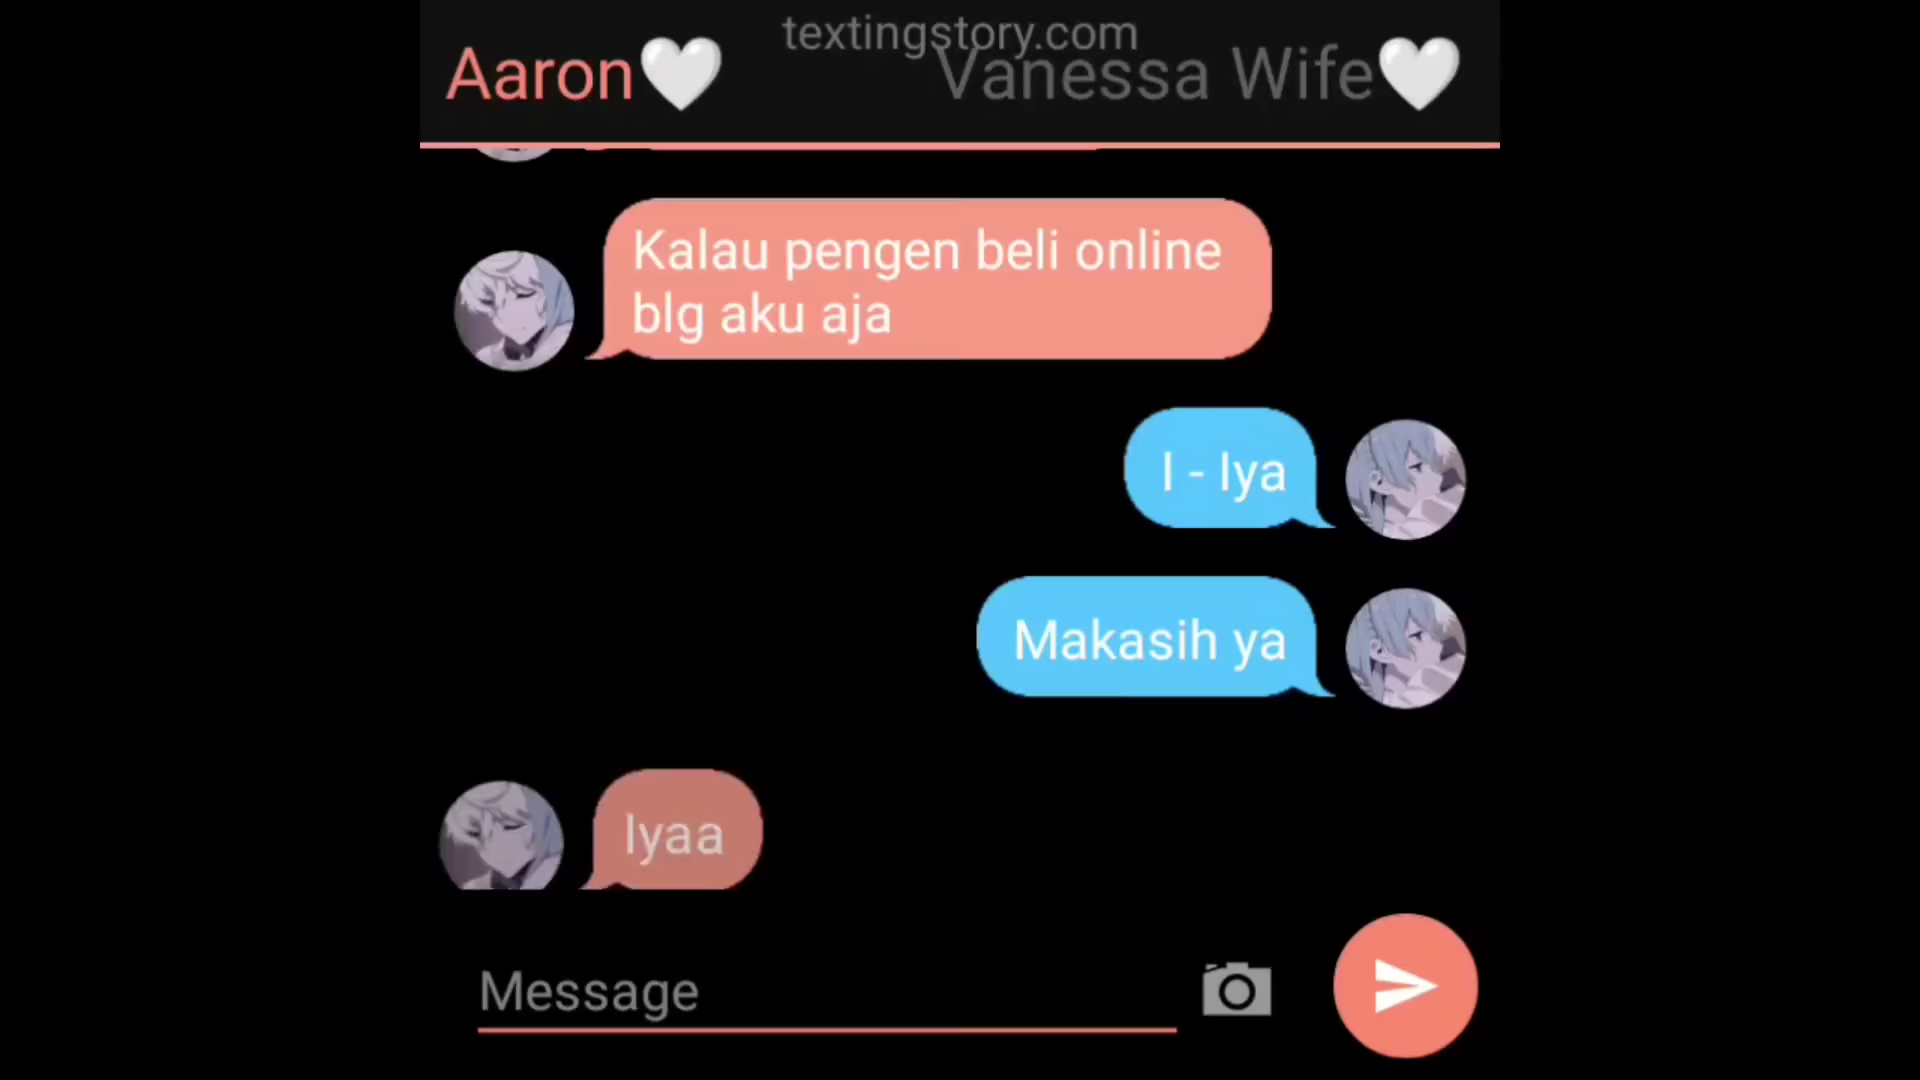 textingstory.com
Aaron🤍 Vanessa Wife🤍
Kalau pengen beli online
blg aku aja
I - Iya
Makasih ya
Iyaa
Message